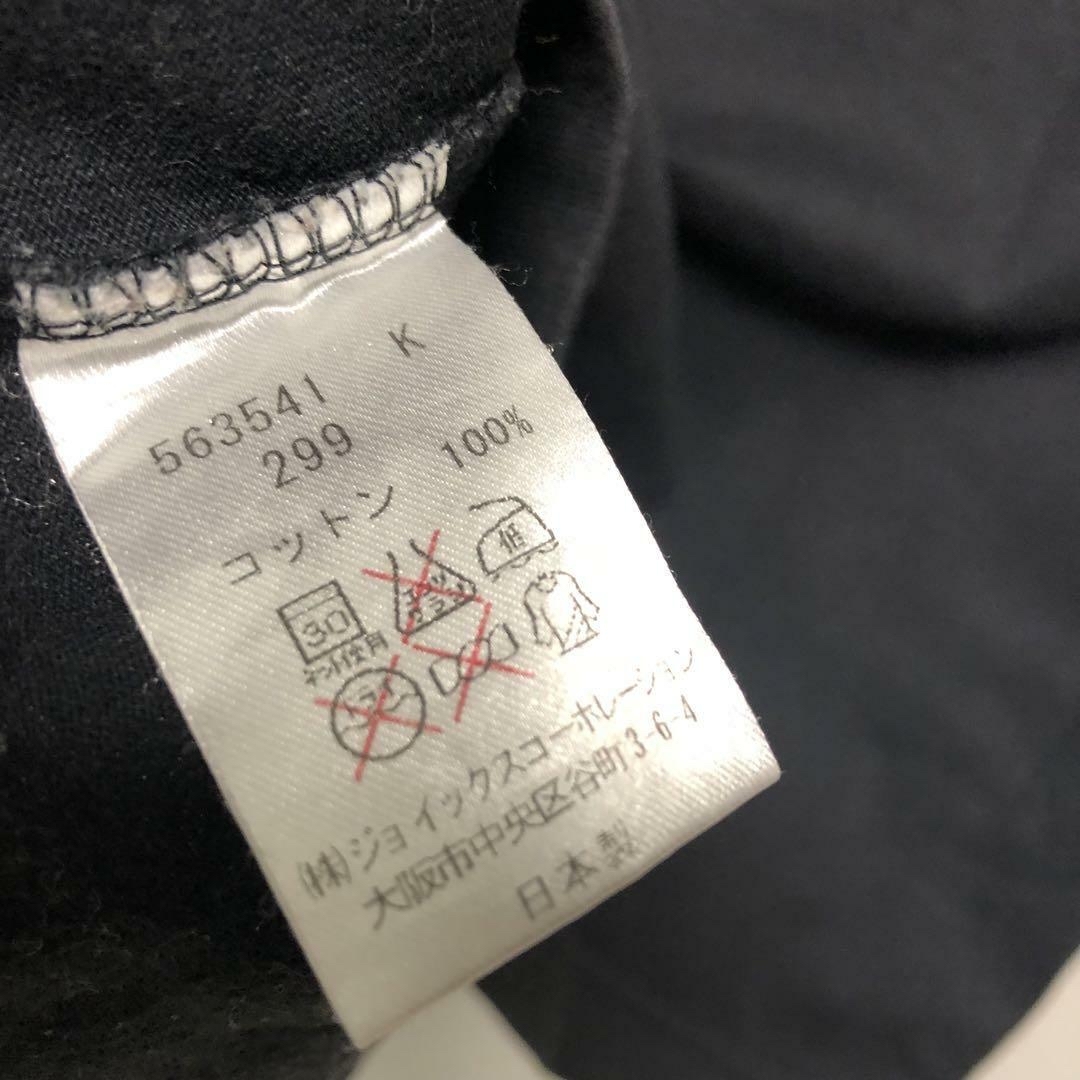 K
563541
299
コットン 100%
30
ネット使用
エンソ
サラシ
低
ドライ
(株)ジョイックスコーポレーション
大阪市中央区谷町3-6-4
日本製